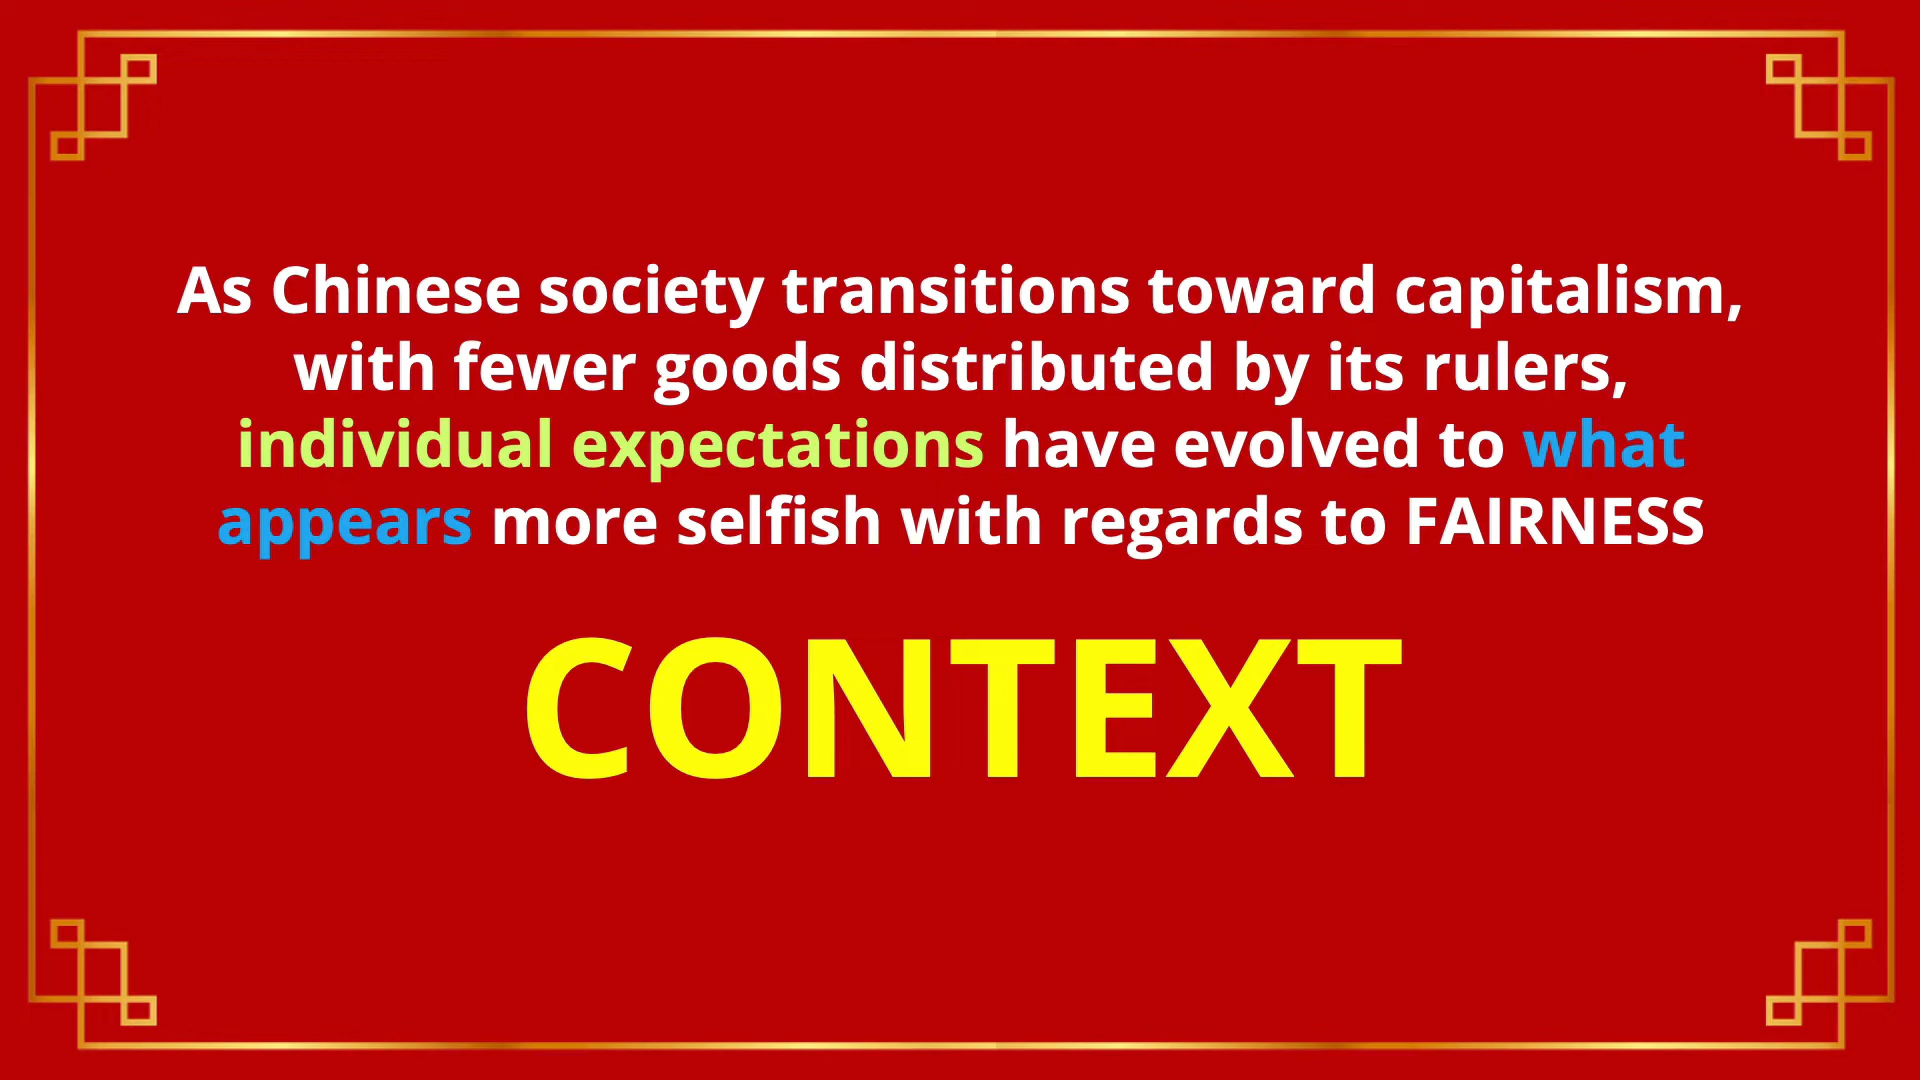 As Chinese society transitions toward capitalism,
with fewer goods distributed by its rulers,
individual expectations have evolved to what
appears more selfish with regards to FAIRNESS
CONTEXT